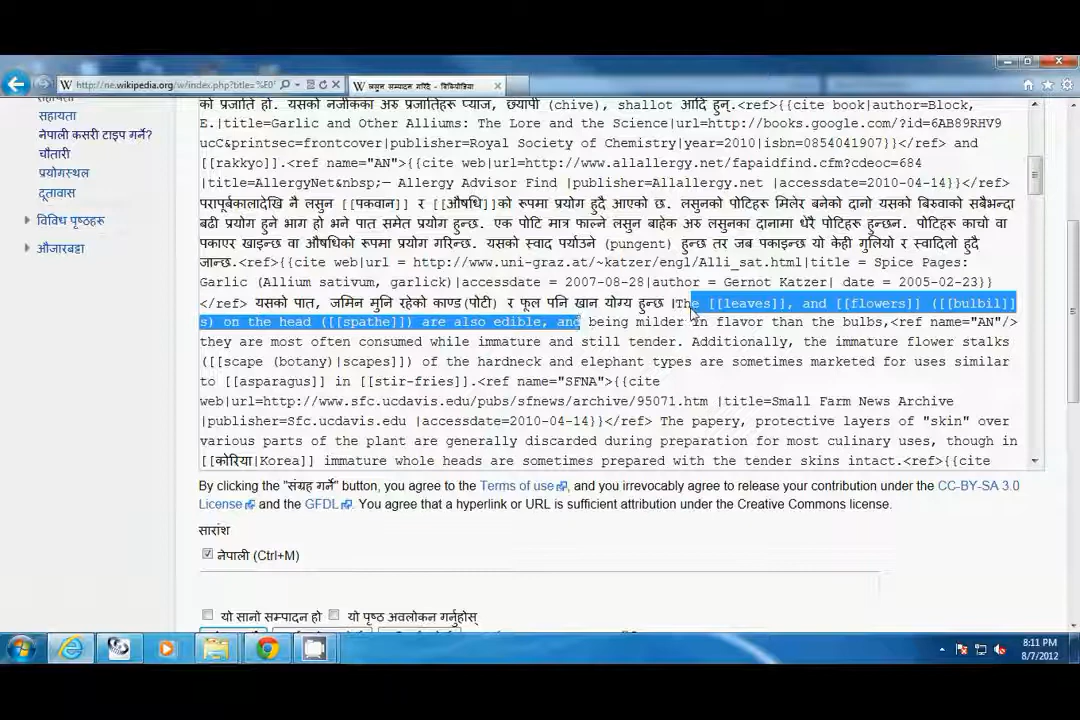 http://ne.wikipedia.org/w/index.php?title=%E0
लसुन सम्पादन गरिंदै - विकिपीडिया
सहायता
सहायता
नेपाली कसरी टाइप गर्ने?
चौतारी
प्रयोगस्थल
दूतावास
विविध पृष्ठहरू
औजारबट्टा
को प्रजाति हो. यसको नजीकका अरु प्रजातिहरू प्याज, छ्यापी (chive), shallot आदि हुन्.<ref>{{cite book|author=Block,
E.|title=Garlic and Other Alliums: The Lore and the Science|url=http://books.google.com/?id=6AB89RHV9
ucC&printsec=frontcover|publisher=Royal Society of Chemistry|year=2010|isbn=0854041907}}</ref> and
[[rakkyo]].<ref name="AN">{{cite web|url=http://www.allallergy.net/fapaidfind.cfm?cdeoc=684
|title=AllergyNet&nbsp;— Allergy Advisor Find |publisher=Allallergy.net |accessdate=2010-04-14}}</ref>
परापूर्बकालादेखि नै लसुन [[पकवान]] र [[औषधि]]को रूपमा प्रयोग हुदै आएको छ. लसुनको पोटिहरू मिलेर बनेको दानो यसको बिरुवाको सबैभन्दा
बढी प्रयोग हुने भाग हो भने पात समेत प्रयोग हुन्छ. एक पोटि मात्र फाल्ने लसुन बाहेक अरु लसुनका दानामा धेरै पोटिहरू हुन्छन. पोटिहरू काचो वा
पकाएर खाइन्छ वा औषधिको रूपमा प्रयोग गरिन्छ. यसको स्वाद पर्याउने (pungent) हुन्छ तर जब पकाइन्छ यो केही गुलियो र स्वादिलो हुदै
जान्छ.<ref>{{cite web|url = http://www.uni-graz.at/~katzer/engl/Alli_sat.html|title = Spice Pages:
Garlic (Allium sativum, garlick)|accessdate = 2007-08-28|author = Gernot Katzer| date = 2005-02-23}}
</ref> यसको पात, जमिन मुनि रहेको काण्ड (पोटी) र फूल पनि खान योग्य हुन्छ ।The [[leaves]], and [[flowers]] ([[bulbil]]
s) on the head ([[spathe]]) are also edible, and being milder in flavor than the bulbs,<ref name="AN"/>
they are most often consumed while immature and still tender. Additionally, the immature flower stalks
([[scape (botany)|scapes]]) of the hardneck and elephant types are sometimes marketed for uses similar
to [[asparagus]] in [[stir-fries]].<ref name="SFNA">{{cite
web|url=http://www.sfc.ucdavis.edu/pubs/sfnews/archive/95071.htm |title=Small Farm News Archive
|publisher=Sfc.ucdavis.edu |accessdate=2010-04-14}}</ref> The papery, protective layers of "skin" over
various parts of the plant are generally discarded during preparation for most culinary uses, though in
[[कोरिया|Korea]] immature whole heads are sometimes prepared with the tender skins intact.<ref>{{cite
By clicking the "संग्रह गर्ने" button, you agree to the Terms of use, and you irrevocably agree to release your contribution under the CC-BY-SA 3.0
License and the GFDL. You agree that a hyperlink or URL is sufficient attribution under the Creative Commons license.
सारांश
नेपाली (Ctrl+M)
यो सानो सम्पादन हो यो पृष्ठ अवलोकन गर्नुहोस्
8:11 PM
8/7/2012